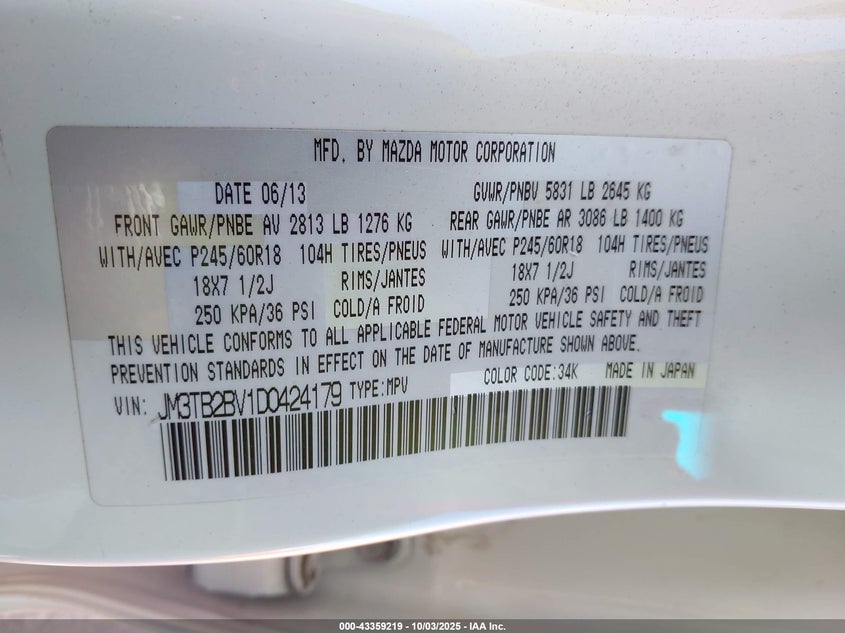 MFD. BY MAZDA MOTOR CORPORATION
DATE 06/13 GVWR/PNBV 5831 LB 2645 KG
FRONT GAWR/PNBE AV 2813 LB 1276 KG REAR GAWR/PNBE AR 3086 LB 1400 KG
WITH/AVEC P245/60R18 104H TIRES/PNEUS WITH/AVEC P245/60R18 104H TIRES/PNEUS
18X7 1/2J RIMS/JANTES 18X7 1/2J RIMS/JANTES
250 KPA/36 PSI COLD/A FROID 250 KPA/36 PSI COLD/A FROID
THIS VEHICLE CONFORMS TO ALL APPLICABLE FEDERAL MOTOR VEHICLE SAFETY AND THEFT
PREVENTION STANDARDS IN EFFECT ON THE DATE OF MANUFACTURE SHOWN ABOVE.
VIN: JM3TB2BV1D0424179 TYPE:MPV COLOR CODE:34K MADE IN JAPAN
000-43359219 - 10/03/2025 - IAA Inc.